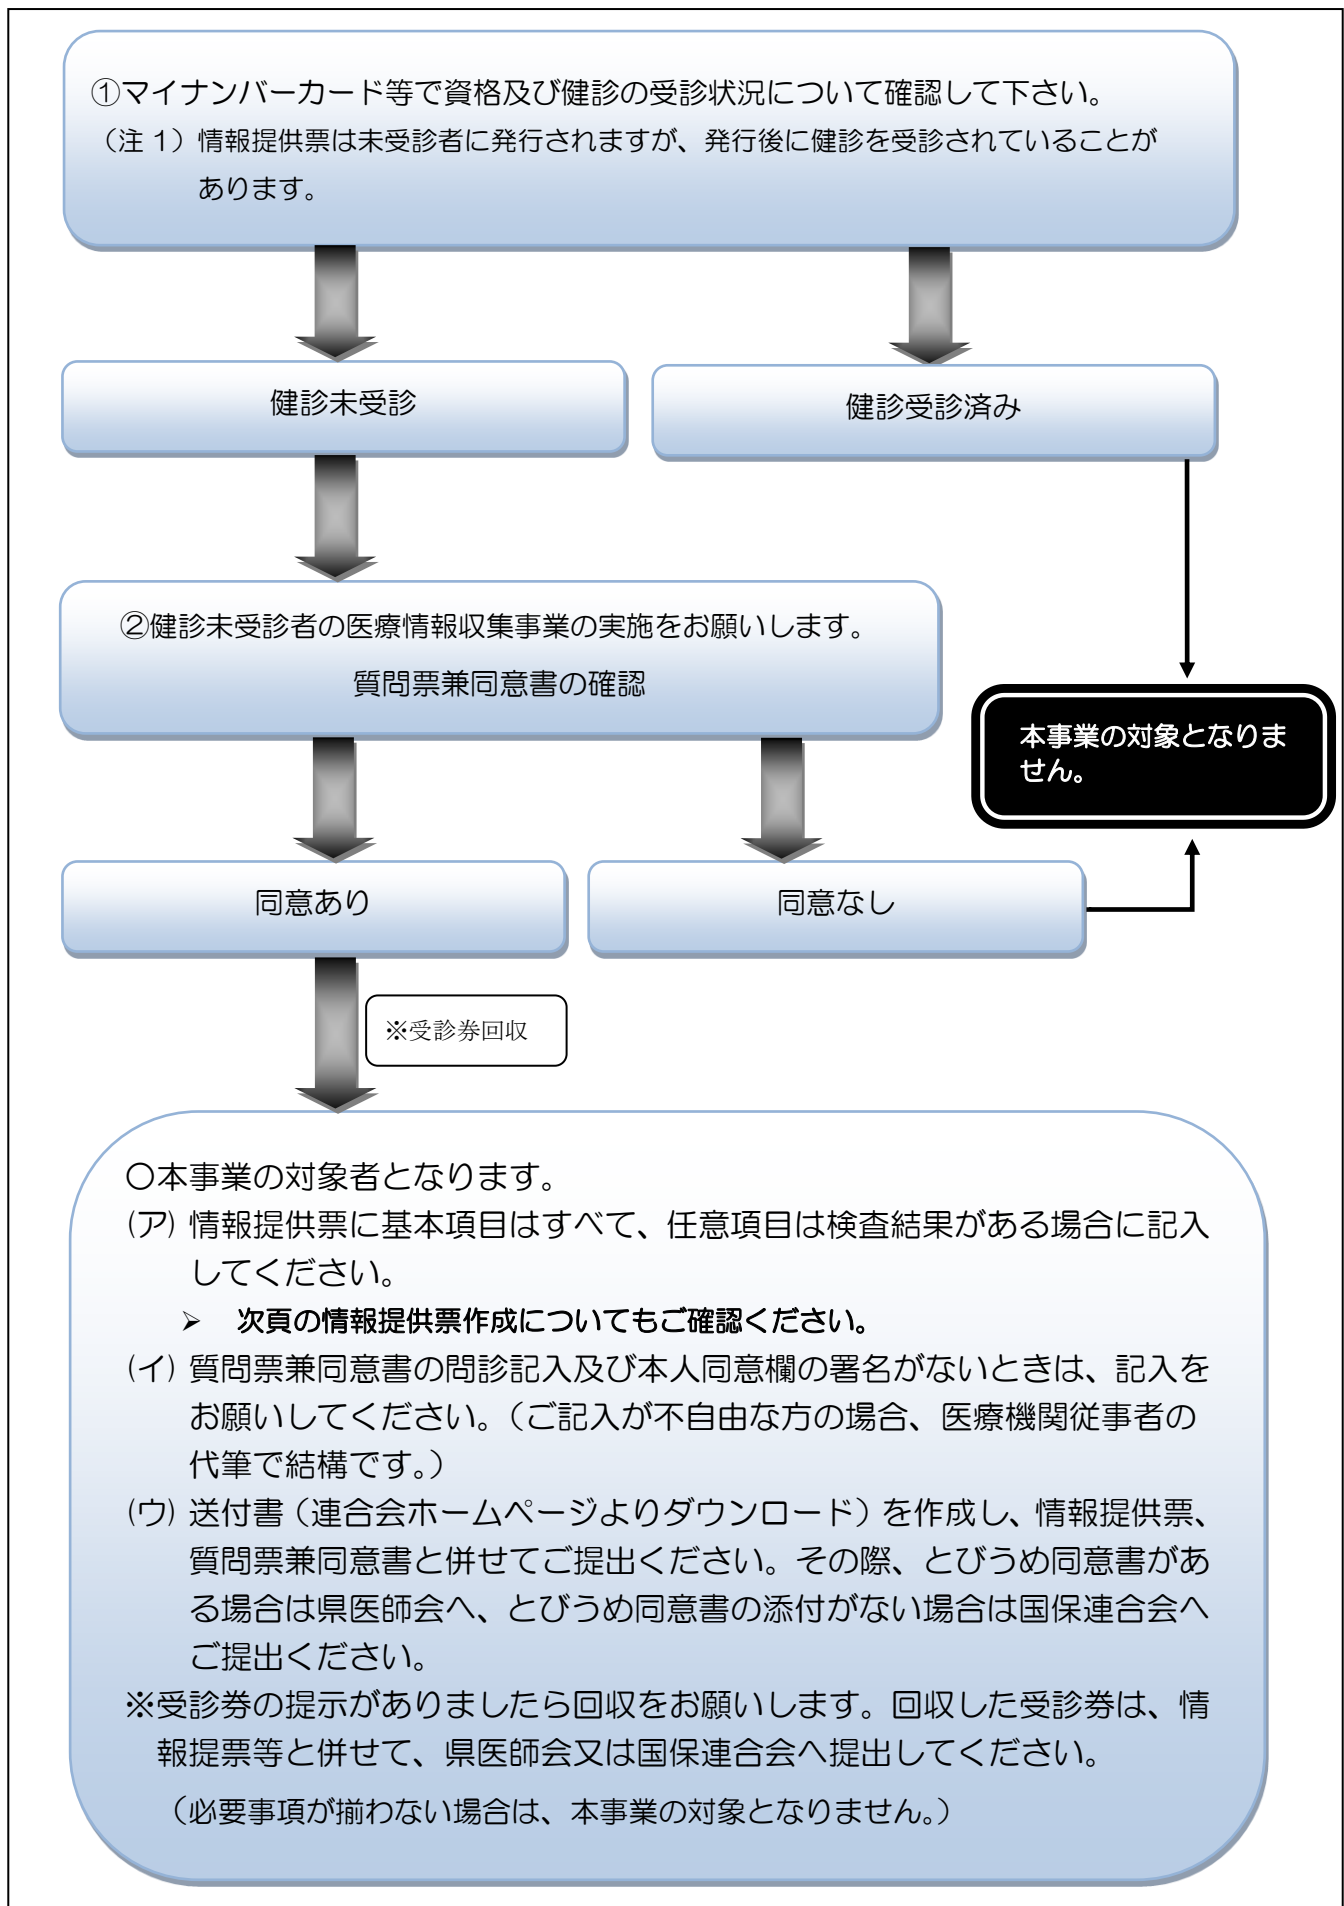 ①マイナンバーカード等で資格及び健診の受診状況について確認して下さい。
（注 1）情報提供票は未受診者に発行されますが、発行後に健診を受診されていることが
あります。
健診未受診
健診受診済み
②健診未受診者の医療情報収集事業の実施をお願いします。
質問票兼同意書の確認
本事業の対象となりま
せん。
同意あり
同意なし
※受診券回収
〇本事業の対象者となります。
(ア) 情報提供票に基本項目はすべて、任意項目は検査結果がある場合に記入
してください。
➢ 次頁の情報提供票作成についてもご確認ください。
(イ) 質問票兼同意書の問診記入及び本人同意欄の署名がないときは、記入を
お願いしてください。（ご記入が不自由な方の場合、医療機関従事者の
代筆で結構です。）
(ウ) 送付書（連合会ホームページよりダウンロード）を作成し、情報提供票、
質問票兼同意書と併せてご提出ください。その際、とびうめ同意書があ
る場合は県医師会へ、とびうめ同意書の添付がない場合は国保連合会へ
ご提出ください。
※受診券の提示がありましたら回収をお願いします。回収した受診券は、情
報提票等と併せて、県医師会又は国保連合会へ提出してください。
（必要事項が揃わない場合は、本事業の対象となりません。）